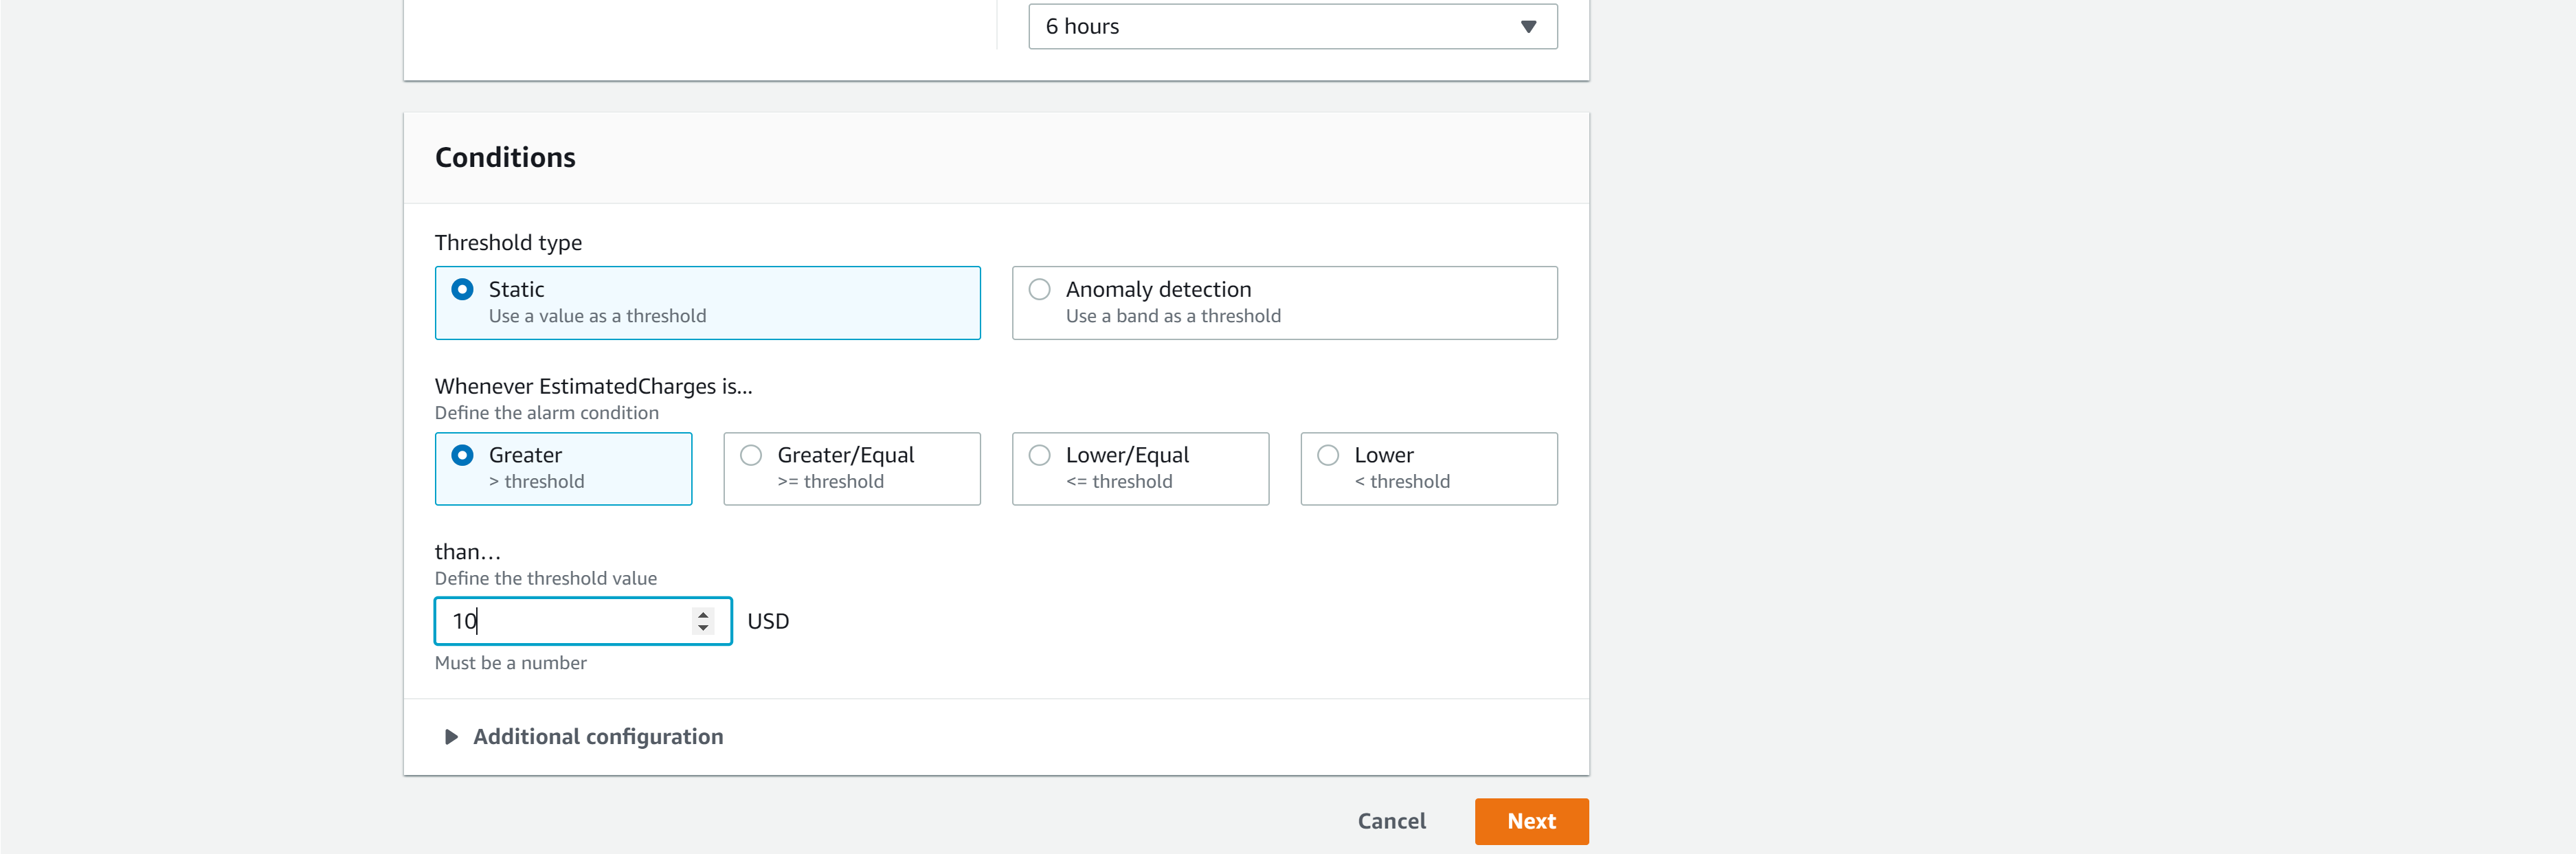 6 hours
Conditions
Threshold type
Static
Use a value as a threshold
Anomaly detection
Use a band as a threshold
Whenever EstimatedCharges is...
Define the alarm condition
Greater
> threshold
Greater/Equal
>= threshold
Lower/Equal
<= threshold
Lower
< threshold
than…
Define the threshold value
10
USD
Must be a number
Additional configuration
Cancel
Next